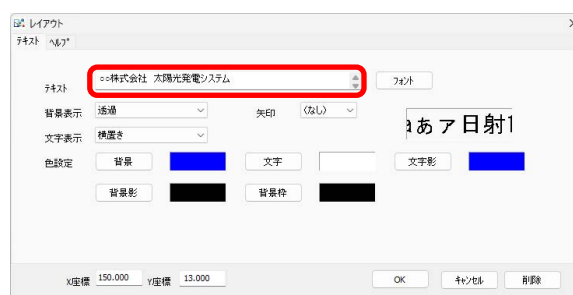 レイアウト
テキスト ヘルプ
テキスト ○○株式会社 太陽光発電システム フォント
背景表示 透過 矢印 (なし)
aあア日射1
文字表示 横置き
色設定 背景 文字 文字影
背景影 背景枠
X座標 150.000 Y座標 13.000 OK キャンセル 削除